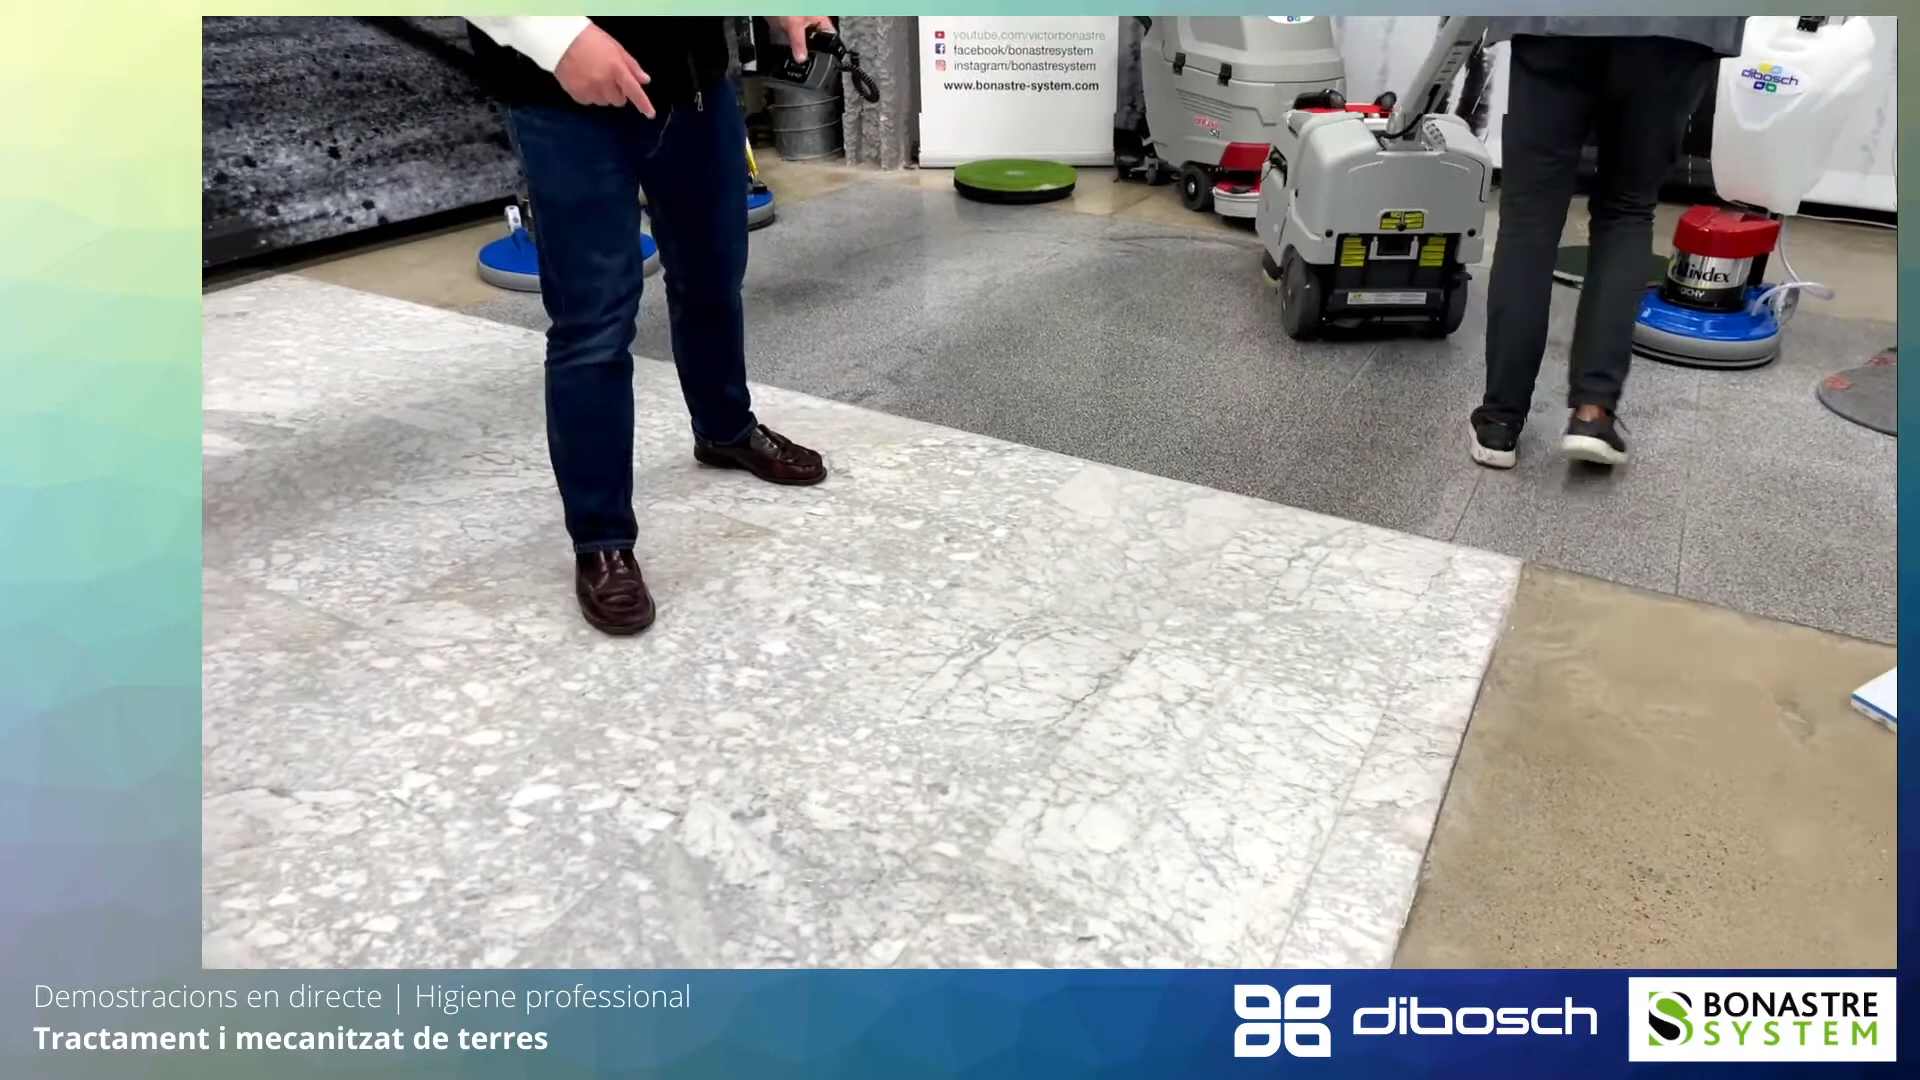 youtube.com/victorbonastre
facebook/bonastresystem
instagram/bonastresystem
www.bonastre-system.com
dibosch
50
Demostracions en directe | Higiene professional
Tractament i mecanitzat de terres
dibosch
BONASTRE
SYSTEM